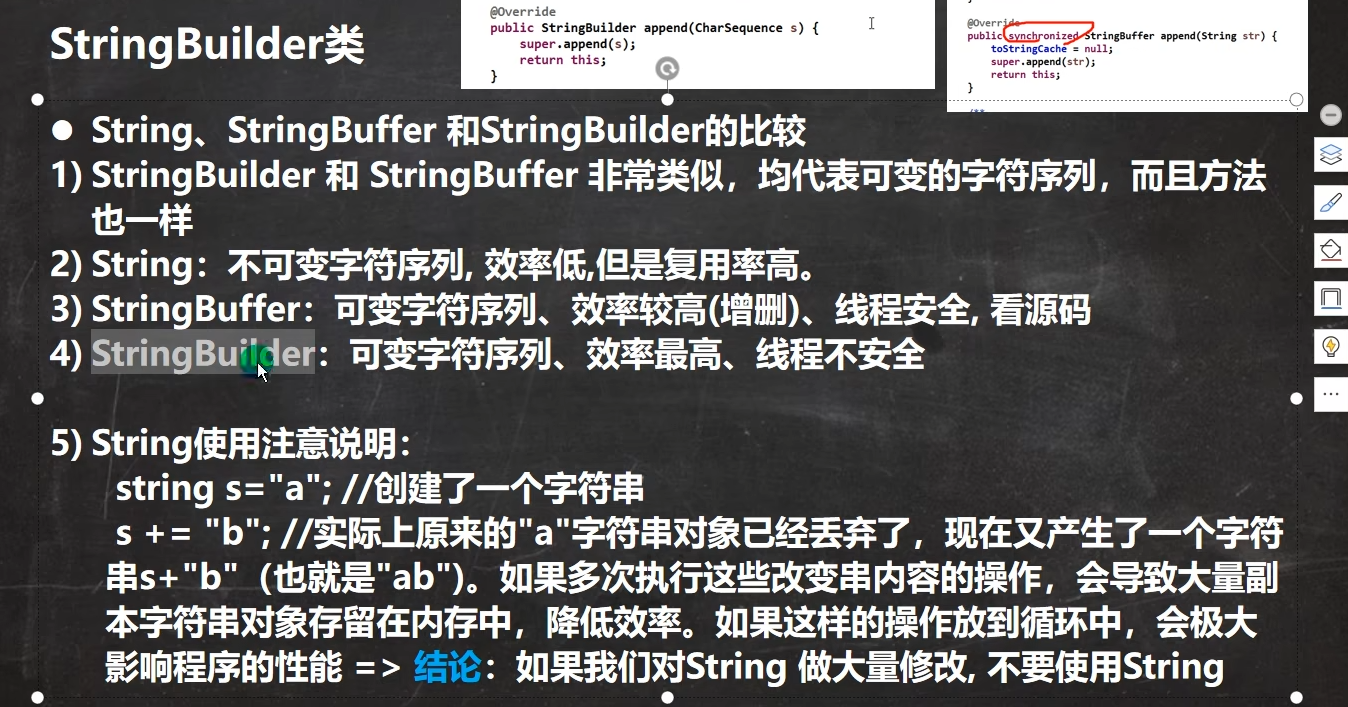 StringBuilder类
@Override
public StringBuilder append(CharSequence s) {
super.append(s);
return this;
}
@Override
public synchronized StringBuffer append(String str) {
toStringCache = null;
super.append(str);
return this;
}
/**
● String、StringBuffer 和StringBuilder的比较
1) StringBuilder 和 StringBuffer 非常类似，均代表可变的字符序列，而且方法
也一样
2) String：不可变字符序列, 效率低,但是复用率高。
3) StringBuffer：可变字符序列、效率较高(增删)、线程安全, 看源码
4) StringBuilder：可变字符序列、效率最高、线程不安全
5) String使用注意说明：
string s="a"; //创建了一个字符串
s += "b"; //实际上原来的"a"字符串对象已经丢弃了，现在又产生了一个字符
串s+"b"（也就是"ab")。如果多次执行这些改变串内容的操作，会导致大量副
本字符串对象存留在内存中，降低效率。如果这样的操作放到循环中，会极大
影响程序的性能 => 结论：如果我们对String 做大量修改, 不要使用String